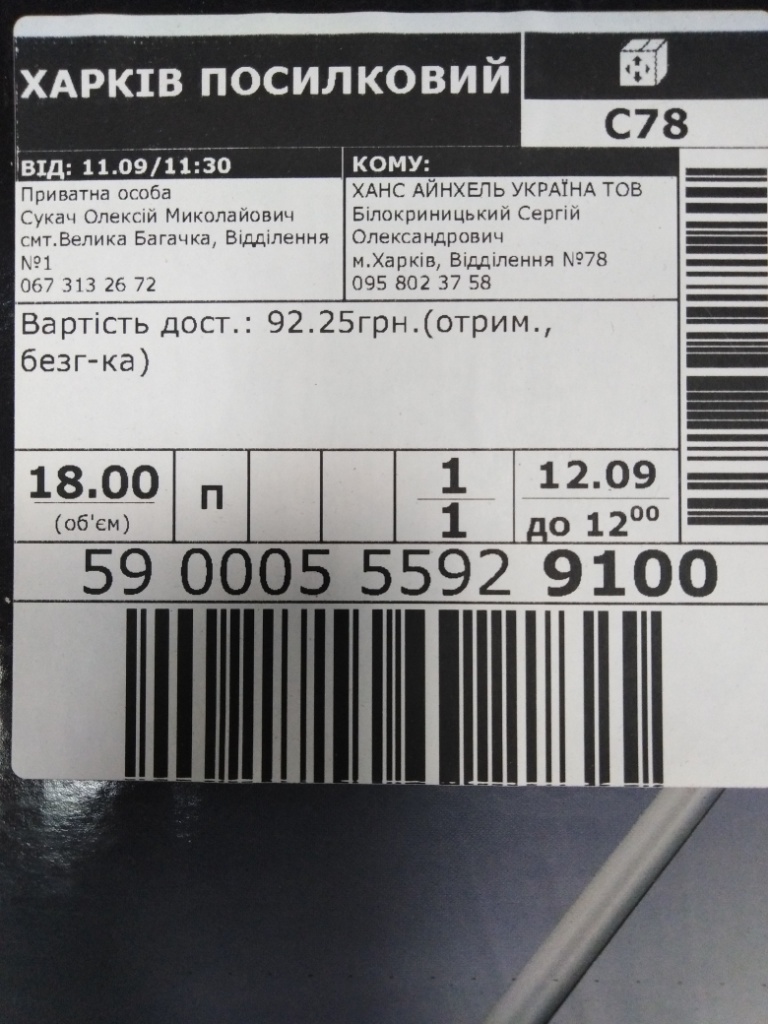 ХАРКІВ ПОСИЛКОВИЙ
С78
ВІД: 11.09/11:30
Приватна особа
Сукач Олексій Миколайович
смт.Велика Багачка, Відділення
№1
067 313 26 72
КОМУ:
ХАНС АЙНХЕЛЬ УКРАЇНА ТОВ
Білокриницький Сергій
Олександрович
м.Харків, Відділення №78
095 802 37 58
Вартість дост.: 92.25грн.(отрим.,
безг-ка)
18.00
(об'єм)
П
1
1
12.09
до 12⁰⁰
59 0005 5592 9100